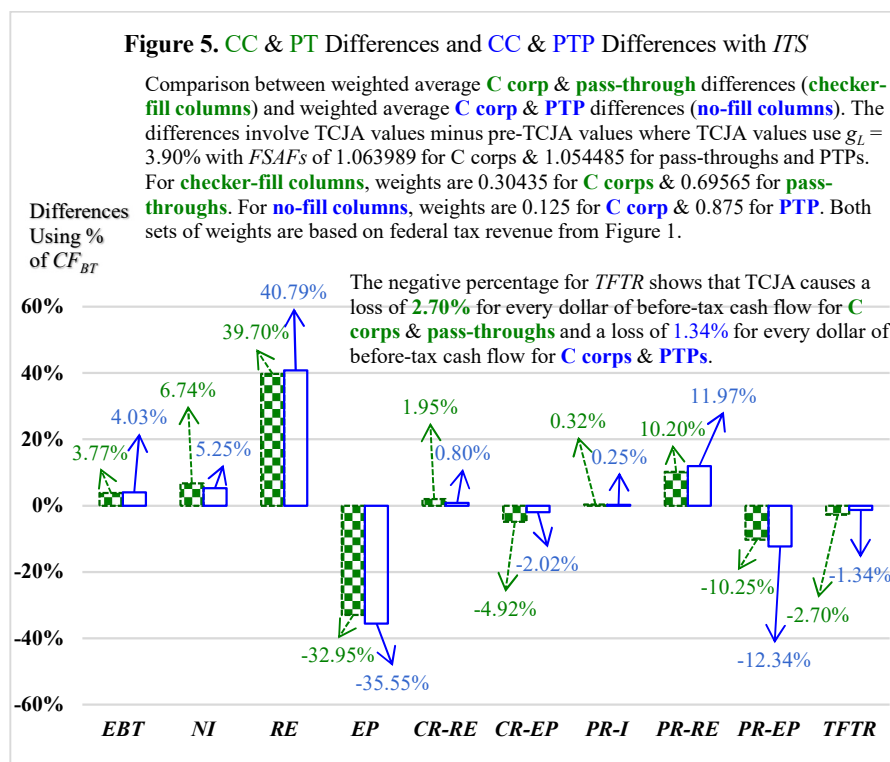 Figure 5. CC & PT Differences and CC & PTP Differences with ITS
Comparison between weighted average C corp & pass-through differences (checker-
fill columns) and weighted average C corp & PTP differences (no-fill columns). The
differences involve TCJA values minus pre-TCJA values where TCJA values use gL =
3.90% with FSAFs of 1.063989 for C corps & 1.054485 for pass-throughs and PTPs.
For checker-fill columns, weights are 0.30435 for C corps & 0.69565 for pass-
throughs. For no-fill columns, weights are 0.125 for C corp & 0.875 for PTP. Both
sets of weights are based on federal tax revenue from Figure 1.
Differences
Using %
of CFBT
The negative percentage for TFTR shows that TCJA causes a
loss of 2.70% for every dollar of before-tax cash flow for C
corps & pass-throughs and a loss of 1.34% for every dollar of
before-tax cash flow for C corps & PTPs.
60%
40%
20%
0%
-20%
-40%
-60%
3.77%
4.03%
6.74%
5.25%
39.70%
40.79%
-32.95%
-35.55%
1.95%
0.80%
-4.92%
-2.02%
0.32%
0.25%
10.20%
11.97%
-10.25%
-12.34%
-2.70%
-1.34%
EBT NI RE EP CR-RE CR-EP PR-I PR-RE PR-EP TFTR